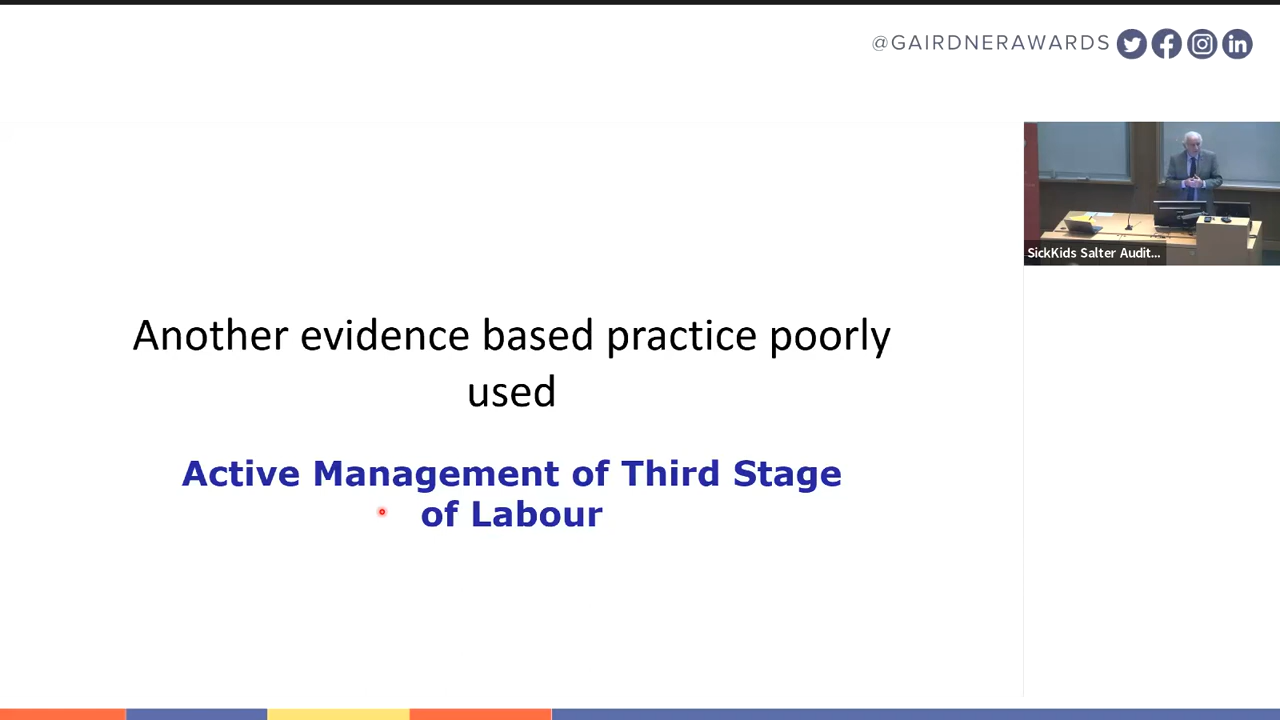 @GAIRDNERAWARDS
SickKids Salter Audit...
Another evidence based practice poorly
used
Active Management of Third Stage
of Labour